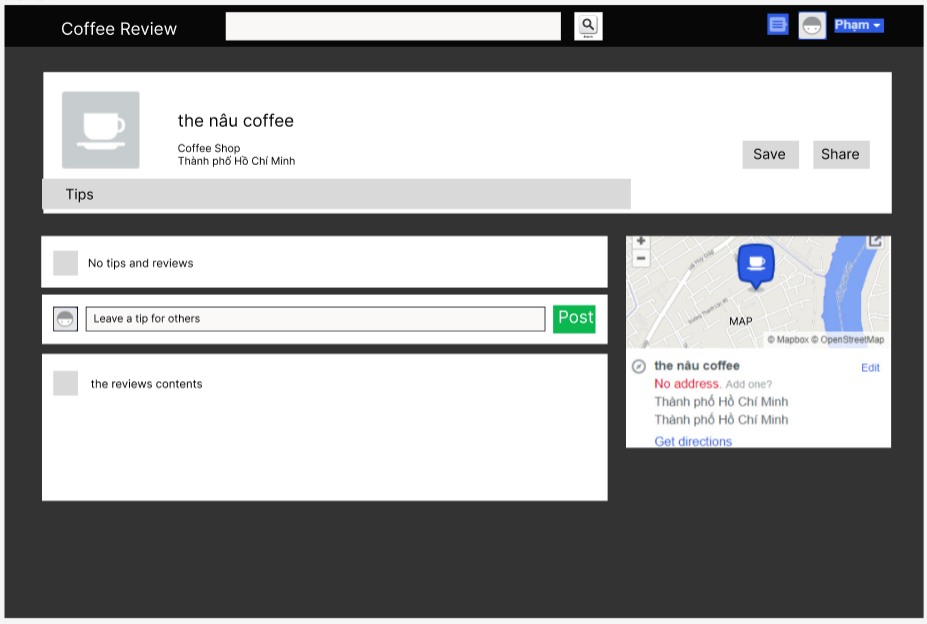 Coffee Review
Phạm
the nâu coffee
Coffee Shop
Thành phố Hồ Chí Minh
Save
Share
Tips
No tips and reviews
Leave a tip for others
Post
the reviews contents
MAP
© Mapbox © OpenStreetMap
the nâu coffee
Edit
No address. Add one?
Thành phố Hồ Chí Minh
Thành phố Hồ Chí Minh
Get directions